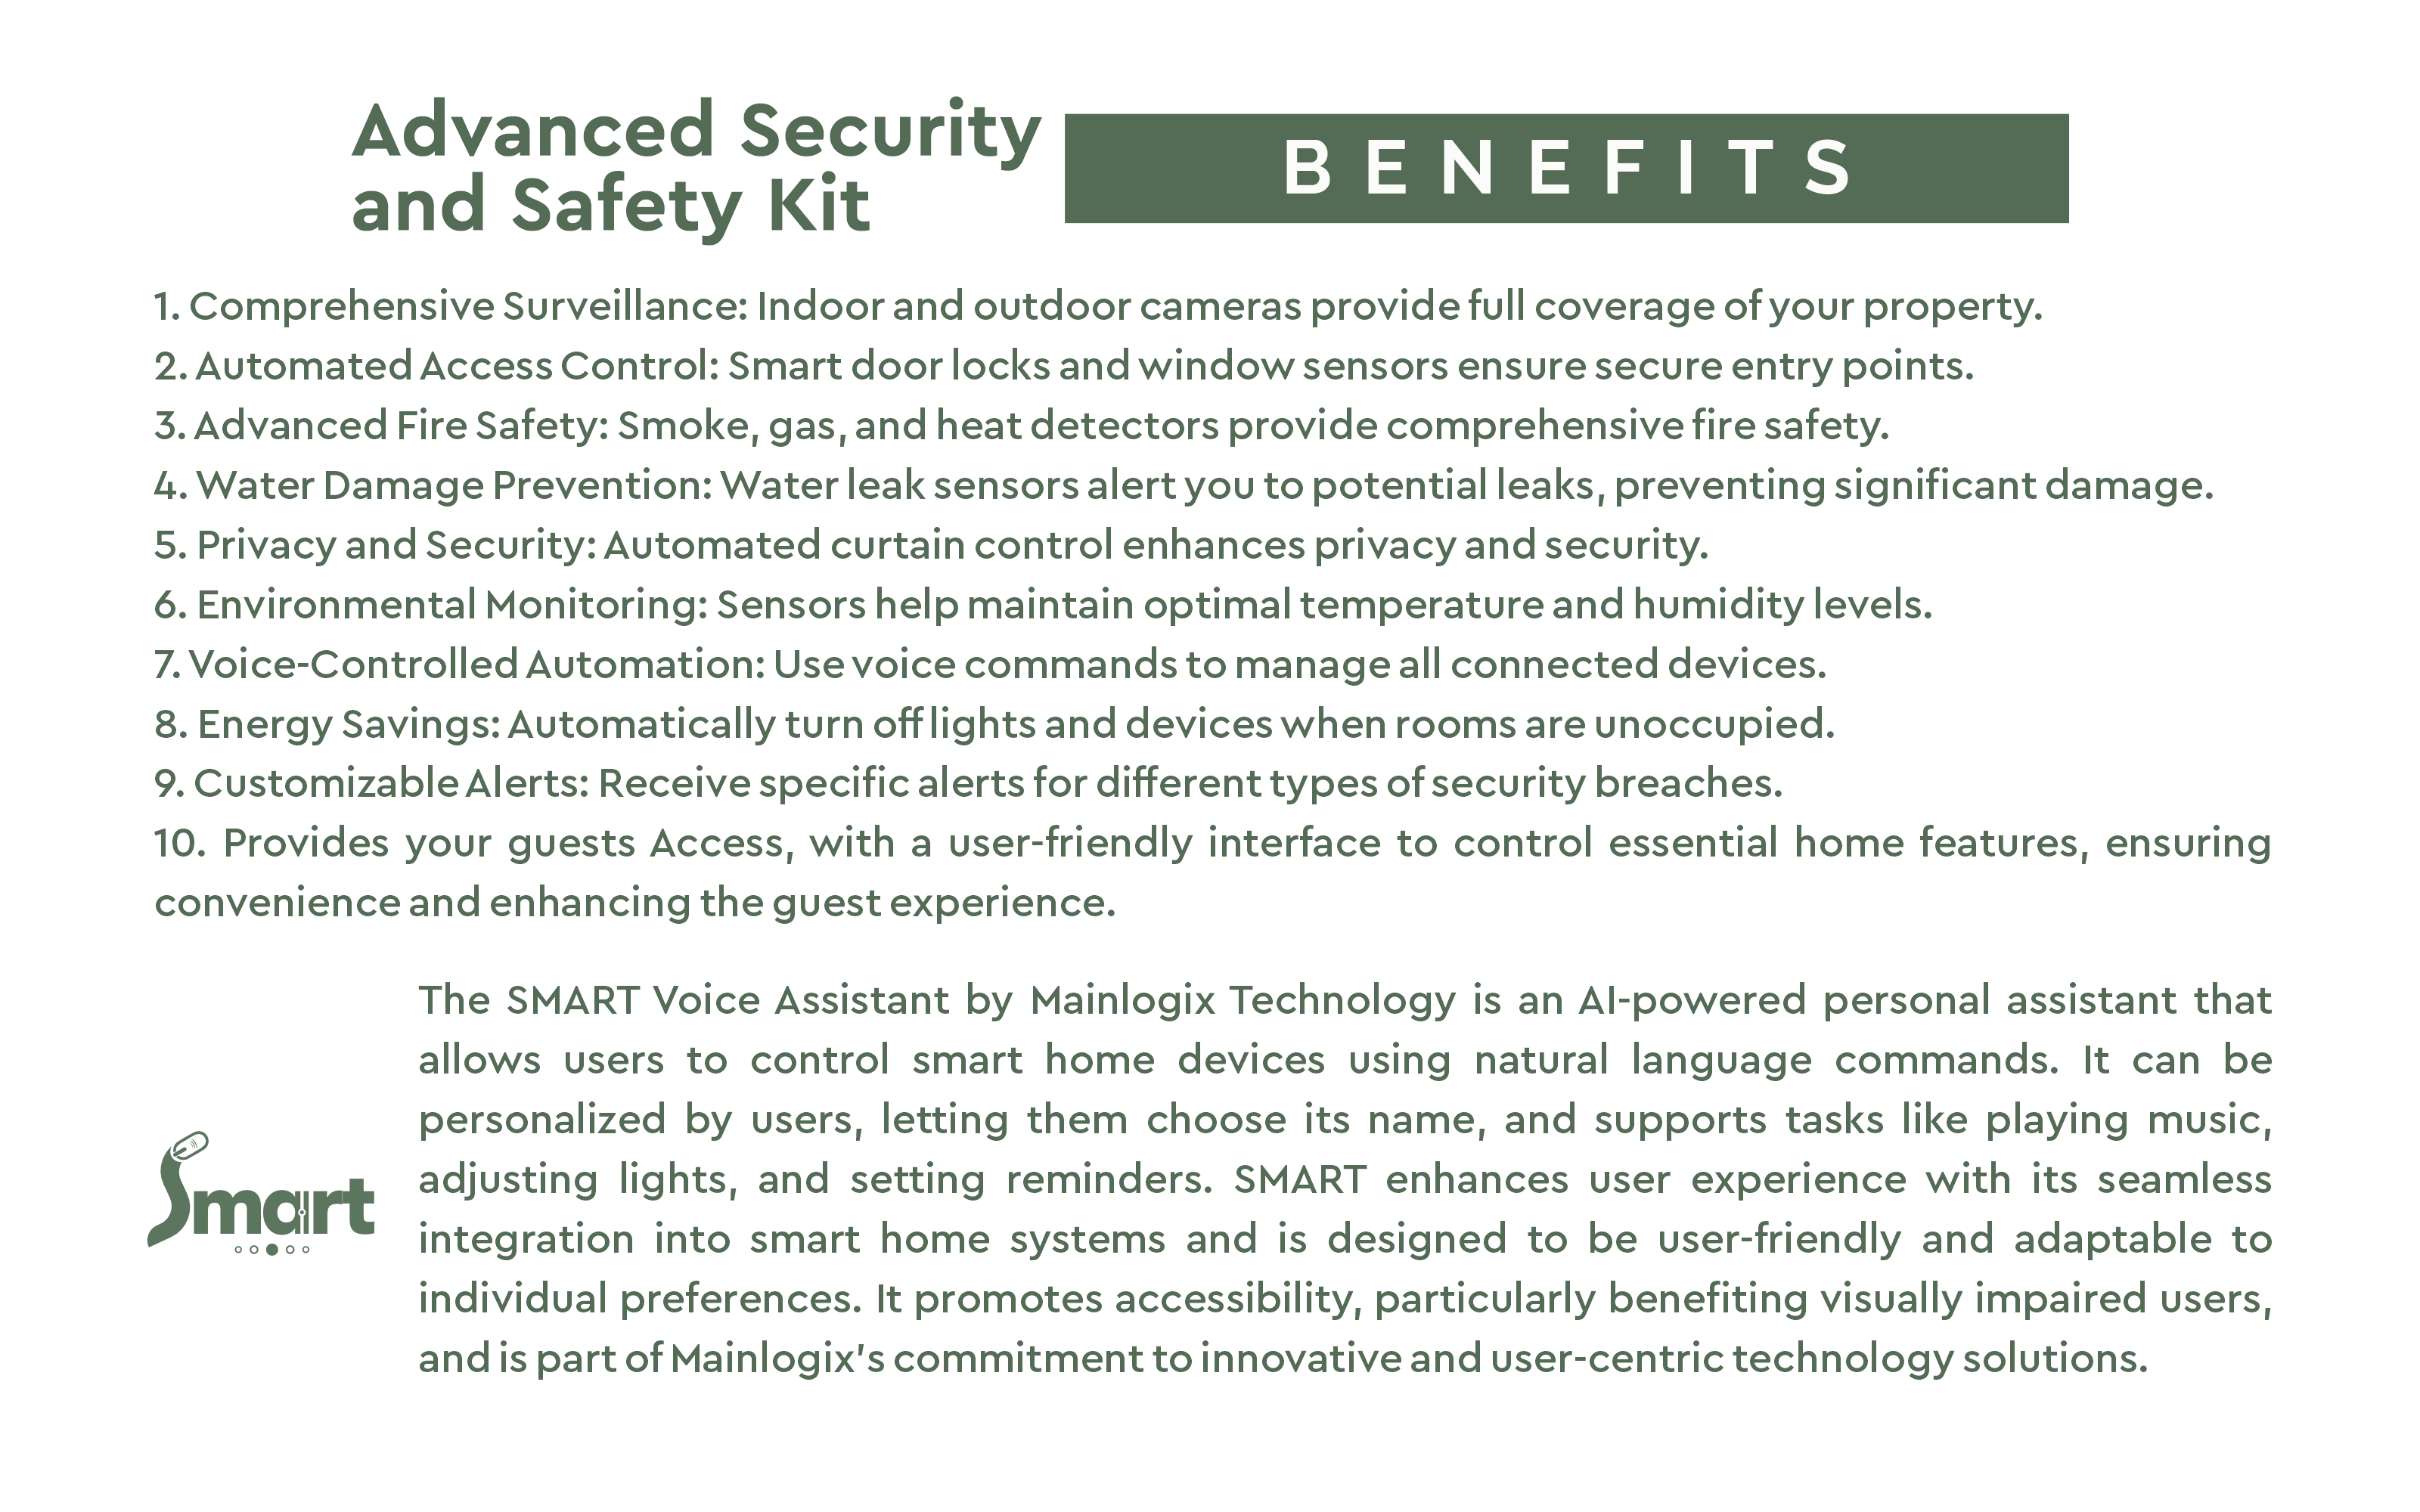 Advanced Security
and Safety Kit
BENEFITS
1. Comprehensive Surveillance: Indoor and outdoor cameras provide full coverage of your property.
2. Automated Access Control: Smart door locks and window sensors ensure secure entry points.
3. Advanced Fire Safety: Smoke, gas, and heat detectors provide comprehensive fire safety.
4. Water Damage Prevention: Water leak sensors alert you to potential leaks, preventing significant damage.
5. Privacy and Security: Automated curtain control enhances privacy and security.
6. Environmental Monitoring: Sensors help maintain optimal temperature and humidity levels.
7. Voice-Controlled Automation: Use voice commands to manage all connected devices.
8. Energy Savings: Automatically turn off lights and devices when rooms are unoccupied.
9. Customizable Alerts: Receive specific alerts for different types of security breaches.
10. Provides your guests Access, with a user-friendly interface to control essential home features, ensuring
convenience and enhancing the guest experience.
The SMART Voice Assistant by Mainlogix Technology is an AI-powered personal assistant that
allows users to control smart home devices using natural language commands. It can be
personalized by users, letting them choose its name, and supports tasks like playing music,
adjusting lights, and setting reminders. SMART enhances user experience with its seamless
integration into smart home systems and is designed to be user-friendly and adaptable to
individual preferences. It promotes accessibility, particularly benefiting visually impaired users,
and is part of Mainlogix's commitment to innovative and user-centric technology solutions.
Smart